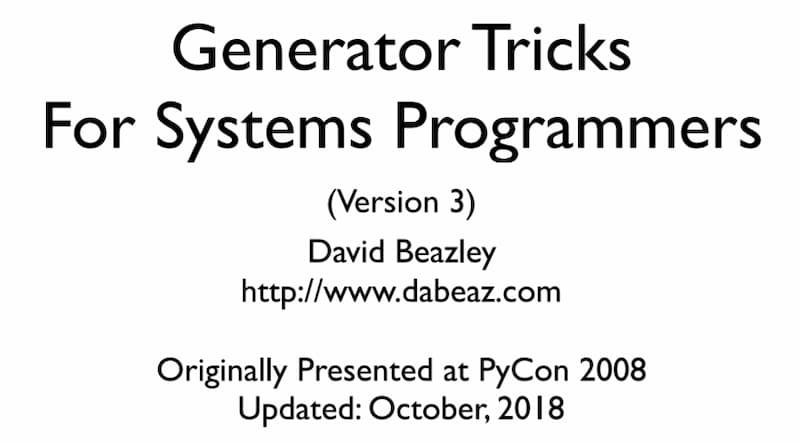 Generator Tricks
For Systems Programmers
(Version 3)
David Beazley
http://www.dabeaz.com
Originally Presented at PyCon 2008
Updated: October, 2018